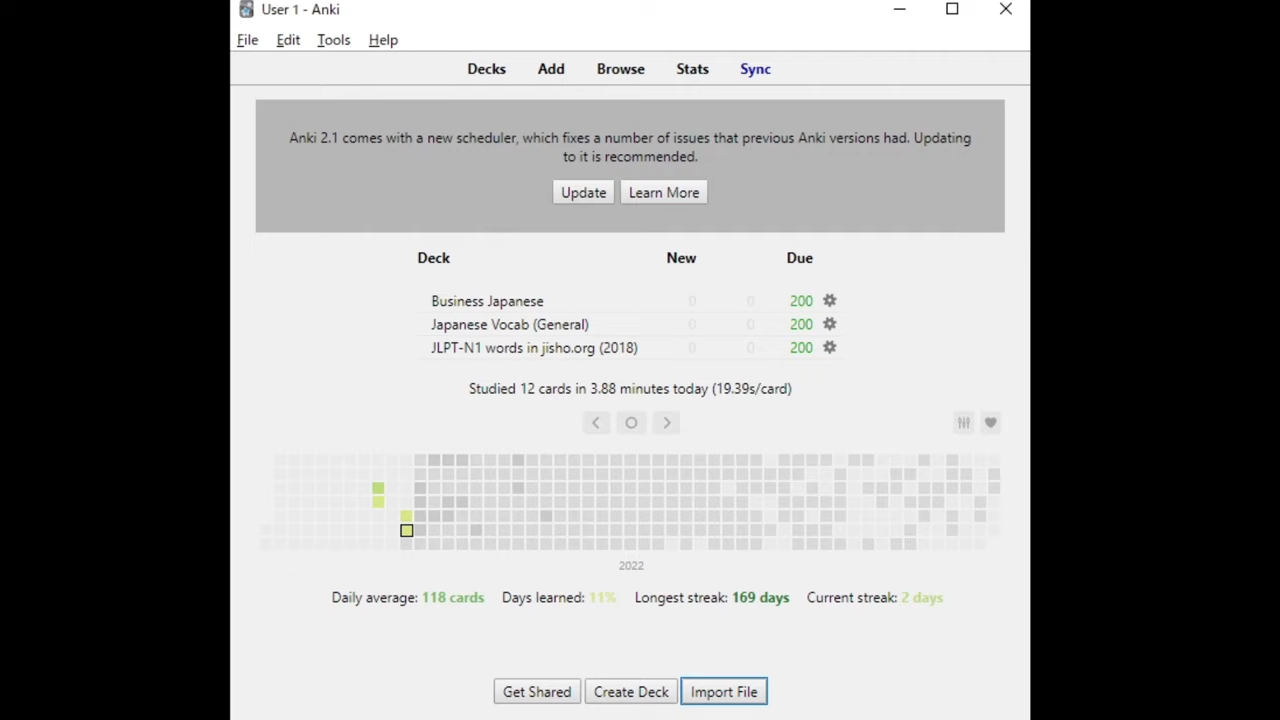 User 1 - Anki
File Edit Tools Help
Decks Add Browse Stats Sync
Anki 2.1 comes with a new scheduler, which fixes a number of issues that previous Anki versions had. Updating
to it is recommended.
Update Learn More
Deck New Due
Business Japanese 0 0 200
Japanese Vocab (General) 0 0 200
JLPT-N1 words in jisho.org (2018) 0 0 200
Studied 12 cards in 3.88 minutes today (19.39s/card)
2022
Daily average: 118 cards Days learned: 11% Longest streak: 169 days Current streak: 2 days
Get Shared Create Deck Import File